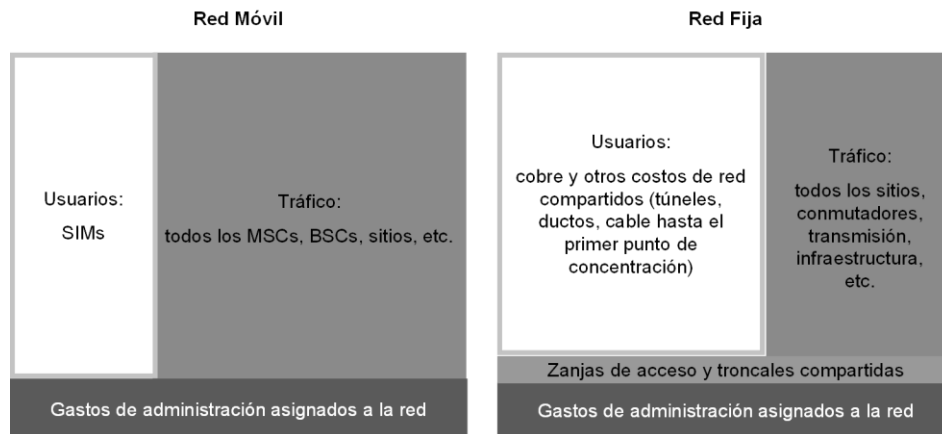 Red Móvil
Usuarios:
SIMs
Tráfico:
todos los MSCs, BSCs, sitios, etc.
Gastos de administración asignados a la red
Red Fija
Usuarios:
cobre y otros costos de red
compartidos (túneles,
ductos, cable hasta el
primer punto de
concentración)
Tráfico:
todos los sitios,
conmutadores,
transmisión,
infraestructura,
etc.
Zanjas de acceso y troncales compartidas
Gastos de administración asignados a la red